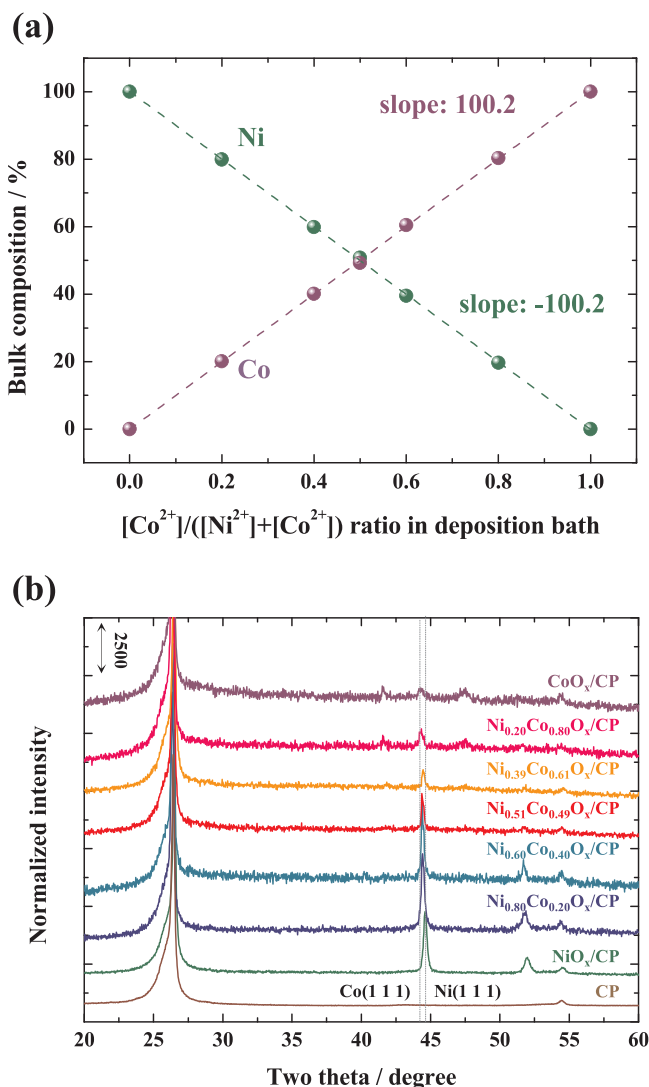 (a)
100
80
60
40
20
0
Bulk composition / %
Ni
Co
slope: 100.2
slope: -100.2
0.0 0.2 0.4 0.6 0.8 1.0
[Co²⁺]/([Ni²⁺]+[Co²⁺]) ratio in deposition bath
(b)
2500
Normalized intensity
CoOₓ/CP
Ni₀.₂₀Co₀.₈₀Oₓ/CP
Ni₀.₃₉Co₀.₆₁Oₓ/CP
Ni₀.₅₁Co₀.₄₉Oₓ/CP
Ni₀.₆₀Co₀.₄₀Oₓ/CP
Ni₀.₈₀Co₀.₂₀Oₓ/CP
NiOₓ/CP
Co(1 1 1) Ni(1 1 1) CP
20 25 30 35 40 45 50 55 60
Two theta / degree